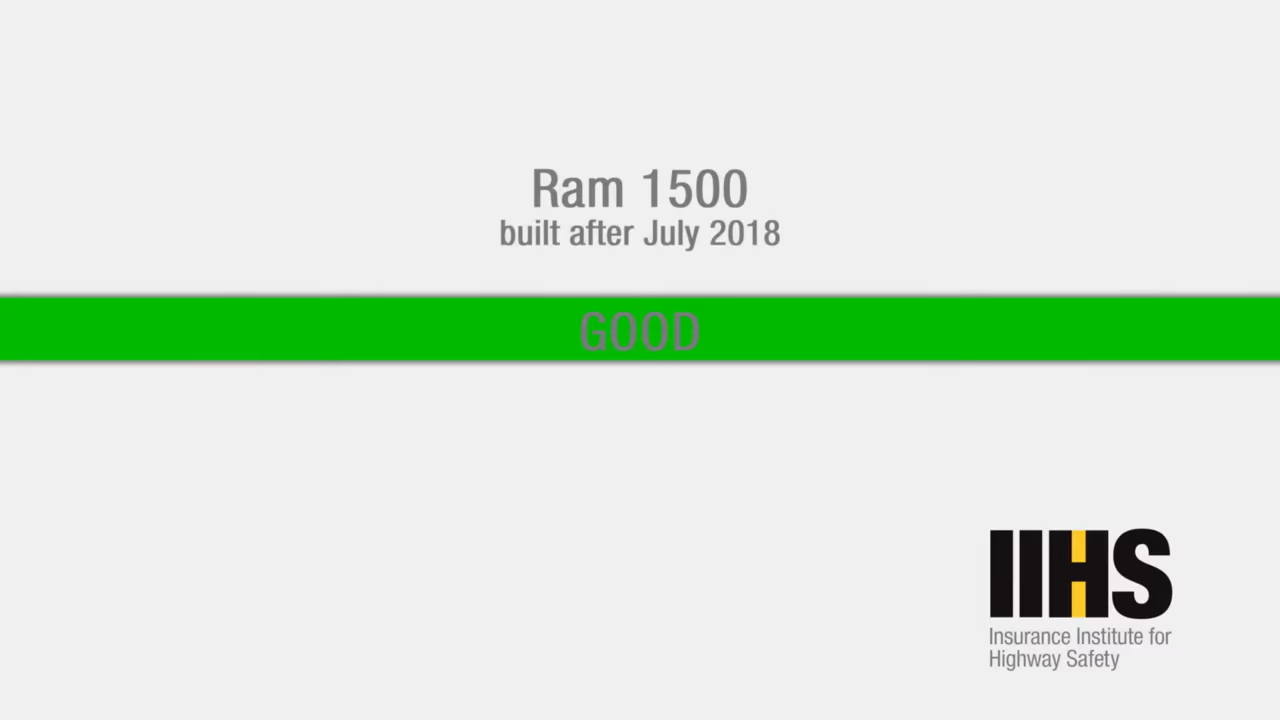 Ram 1500
built after July 2018
GOOD
IIHS
Insurance Institute for
Highway Safety